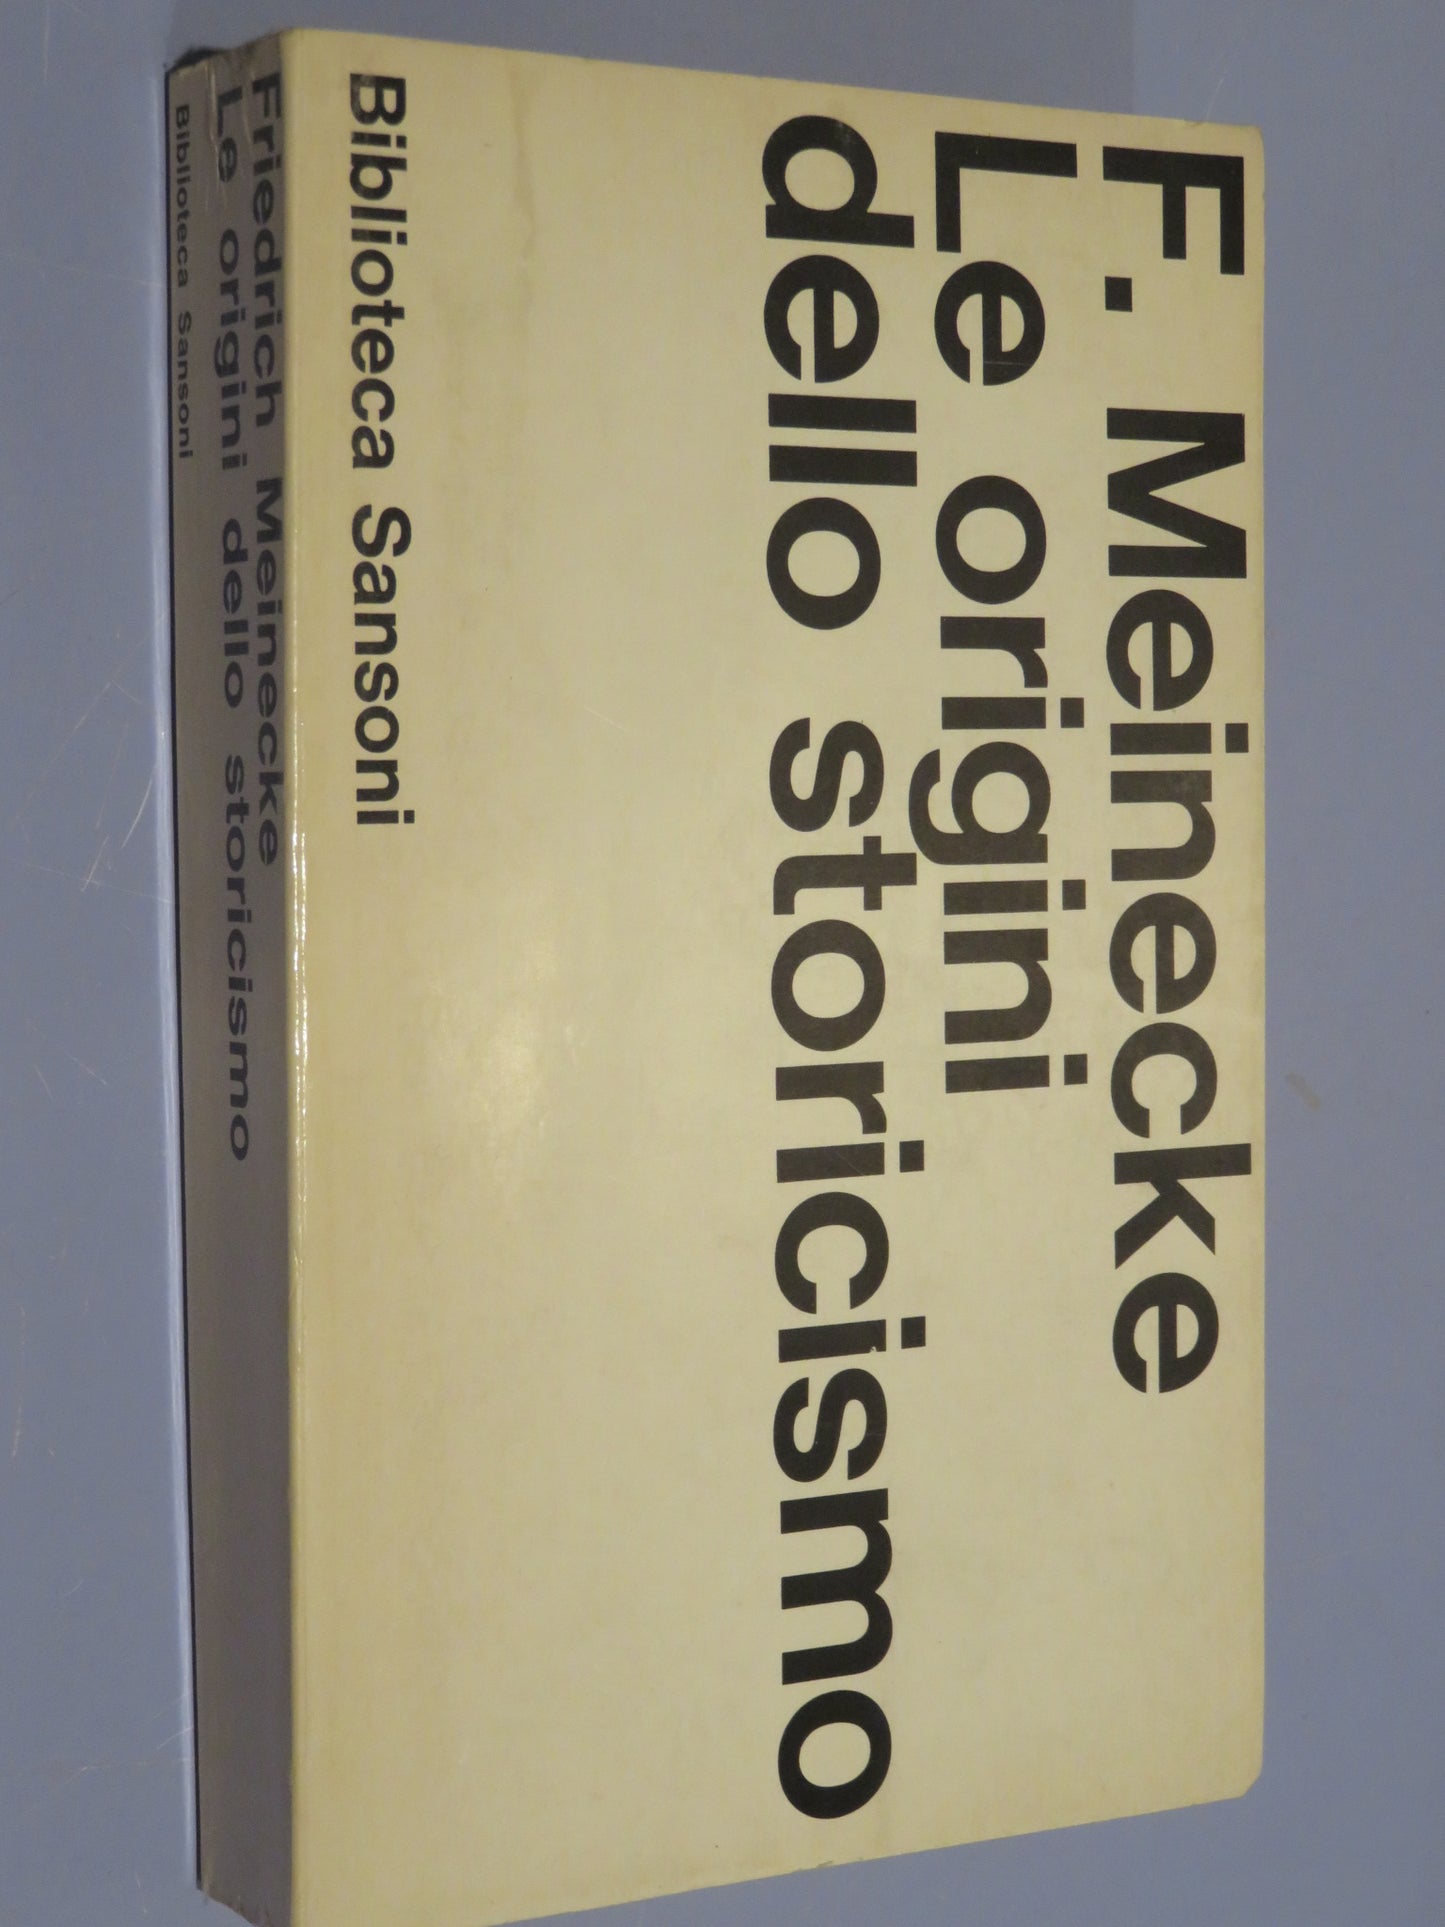 F. Meinecke
Le origini
dello storicismo
Biblioteca Sansoni
Friedrich Meinecke
Le origini dello storicismo
Biblioteca Sansoni